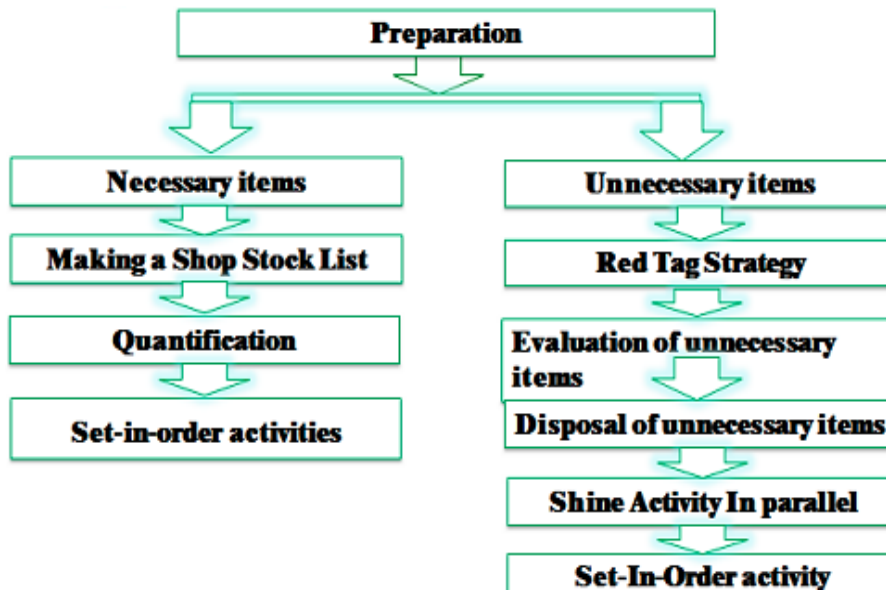 Preparation
Necessary items
Making a Shop Stock List
Quantification
Set-in-order activities
Unnecessary items
Red Tag Strategy
Evaluation of unnecessary
items
Disposal of unnecessary items
Shine Activity In parallel
Set-In-Order activity